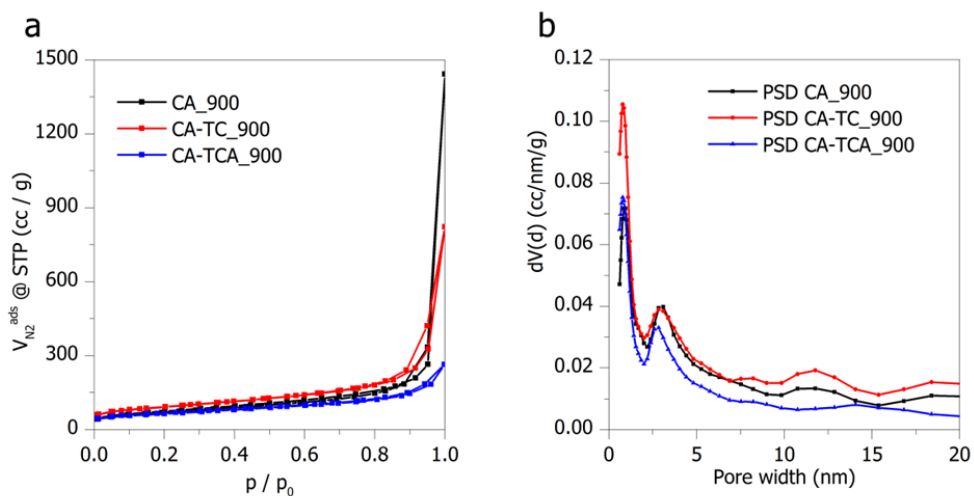 a
1500
1200
900
600
300
0
V_N2^ads @ STP (cc / g)
CA_900
CA-TC_900
CA-TCA_900
0.0 0.2 0.4 0.6 0.8 1.0
p / p_0
b
0.12
0.10
0.08
0.06
0.04
0.02
0.00
dV(d) (cc/nm/g)
PSD CA_900
PSD CA-TC_900
PSD CA-TCA_900
0 5 10 15 20
Pore width (nm)